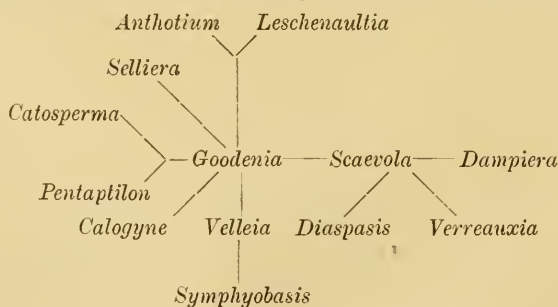 Anthotium Leschenaultia
Selliera
Catosperma
Goodenia Scaevola Dampiera
Pentaptilon
Calogyne Velleia Diaspasis Verreauxia
Symphyobasis